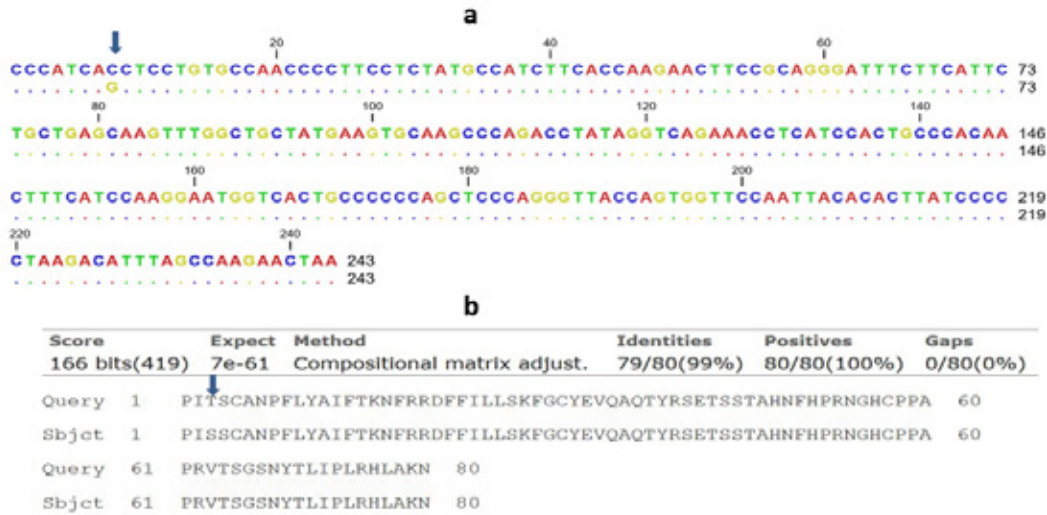 a
20 40 60
CCCATCACCTCCTGTGCCAACCCCTTCCTCTATGCCATCTTCACCAAGAACTTCCGCAGGGATTTCTTCATTC 73
.......G................................................................. 73
80 100 120 140
TGCTGAGCAAGTTTGGCTGCTATGAAGTGCAAGCCCAGACCTATAGGTCAGAAACCTCATCCACTGCCCACAA 146
......................................................................... 146
160 180 200
CTTTCATCCAAGGAATGGTCACTGCCCCCCAGCTCCCAGGGTTACCAGTGGTTCCAATTACACACTTATCCCC 219
......................................................................... 219
220 240
CTAAGACATTTAGCCAAGAACTAA 243
........................ 243
b
Score Expect Method Identities Positives Gaps
166 bits(419) 7e-61 Compositional matrix adjust. 79/80(99%) 80/80(100%) 0/80(0%)
Query 1 PITSCANPFLYAIFTKNFRRDFFILLSKFGCYEVQAQTYRSETSSTAHNFHPRNGHCPPA 60
Sbjct 1 PISSCANPFLYAIFTKNFRRDFFILLSKFGCYEVQAQTYRSETSSTAHNFHPRNGHCPPA 60
Query 61 PRVTSGSNYTLIPLRHLAKN 80
Sbjct 61 PRVTSGSNYTLIPLRHLAKN 80